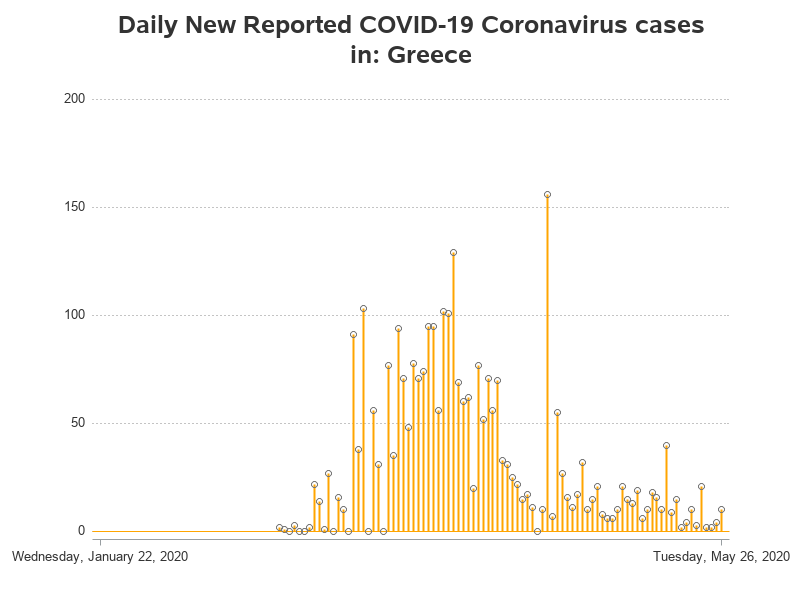 Daily New Reported COVID-19 Coronavirus cases
in: Greece
200
150
100
50
0
Wednesday, January 22, 2020
Tuesday, May 26, 2020